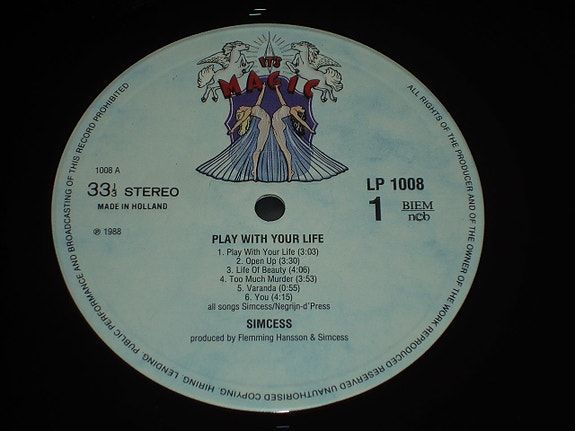 IT'S
MAGIC
1008 A
33⅓ STEREO
MADE IN HOLLAND
℗ 1988
LP 1008
1
BIEM
ncb
PLAY WITH YOUR LIFE
1. Play With Your Life (3:03)
2. Open Up (3:30)
3. Life Of Beauty (4:06)
4. Too Much Murder (3:53)
5. Varanda (0:55)
6. You (4:15)
all songs Simcess/Negrijn-d'Press
SIMCESS
produced by Flemming Hansson & Simcess
ALL RIGHTS OF THE PRODUCER AND OF THE OWNER OF THE WORK REPRODUCED RESERVED UNAUTHORISED COPYING, HIRING, LENDING, PUBLIC PERFORMANCE AND BROADCASTING OF THIS RECORD PROHIBITED